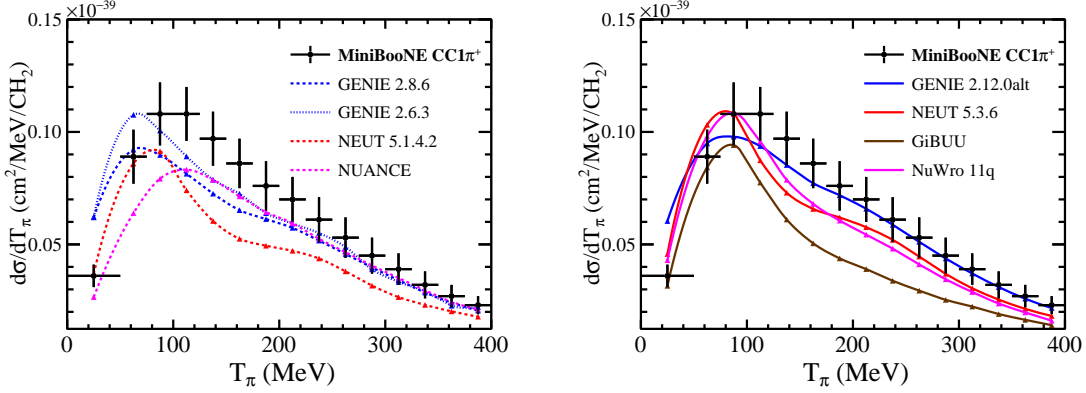 ×10⁻³⁹
dσ/dT_π (cm²/MeV/CH₂)
0.15
0.10
0.05
MiniBooNE CC1π⁺
GENIE 2.8.6
GENIE 2.6.3
NEUT 5.1.4.2
NUANCE
0 100 200 300 400
T_π (MeV)
×10⁻³⁹
dσ/dT_π (cm²/MeV/CH₂)
0.15
0.10
0.05
MiniBooNE CC1π⁺
GENIE 2.12.0alt
NEUT 5.3.6
GiBUU
NuWro 11q
0 100 200 300 400
T_π (MeV)